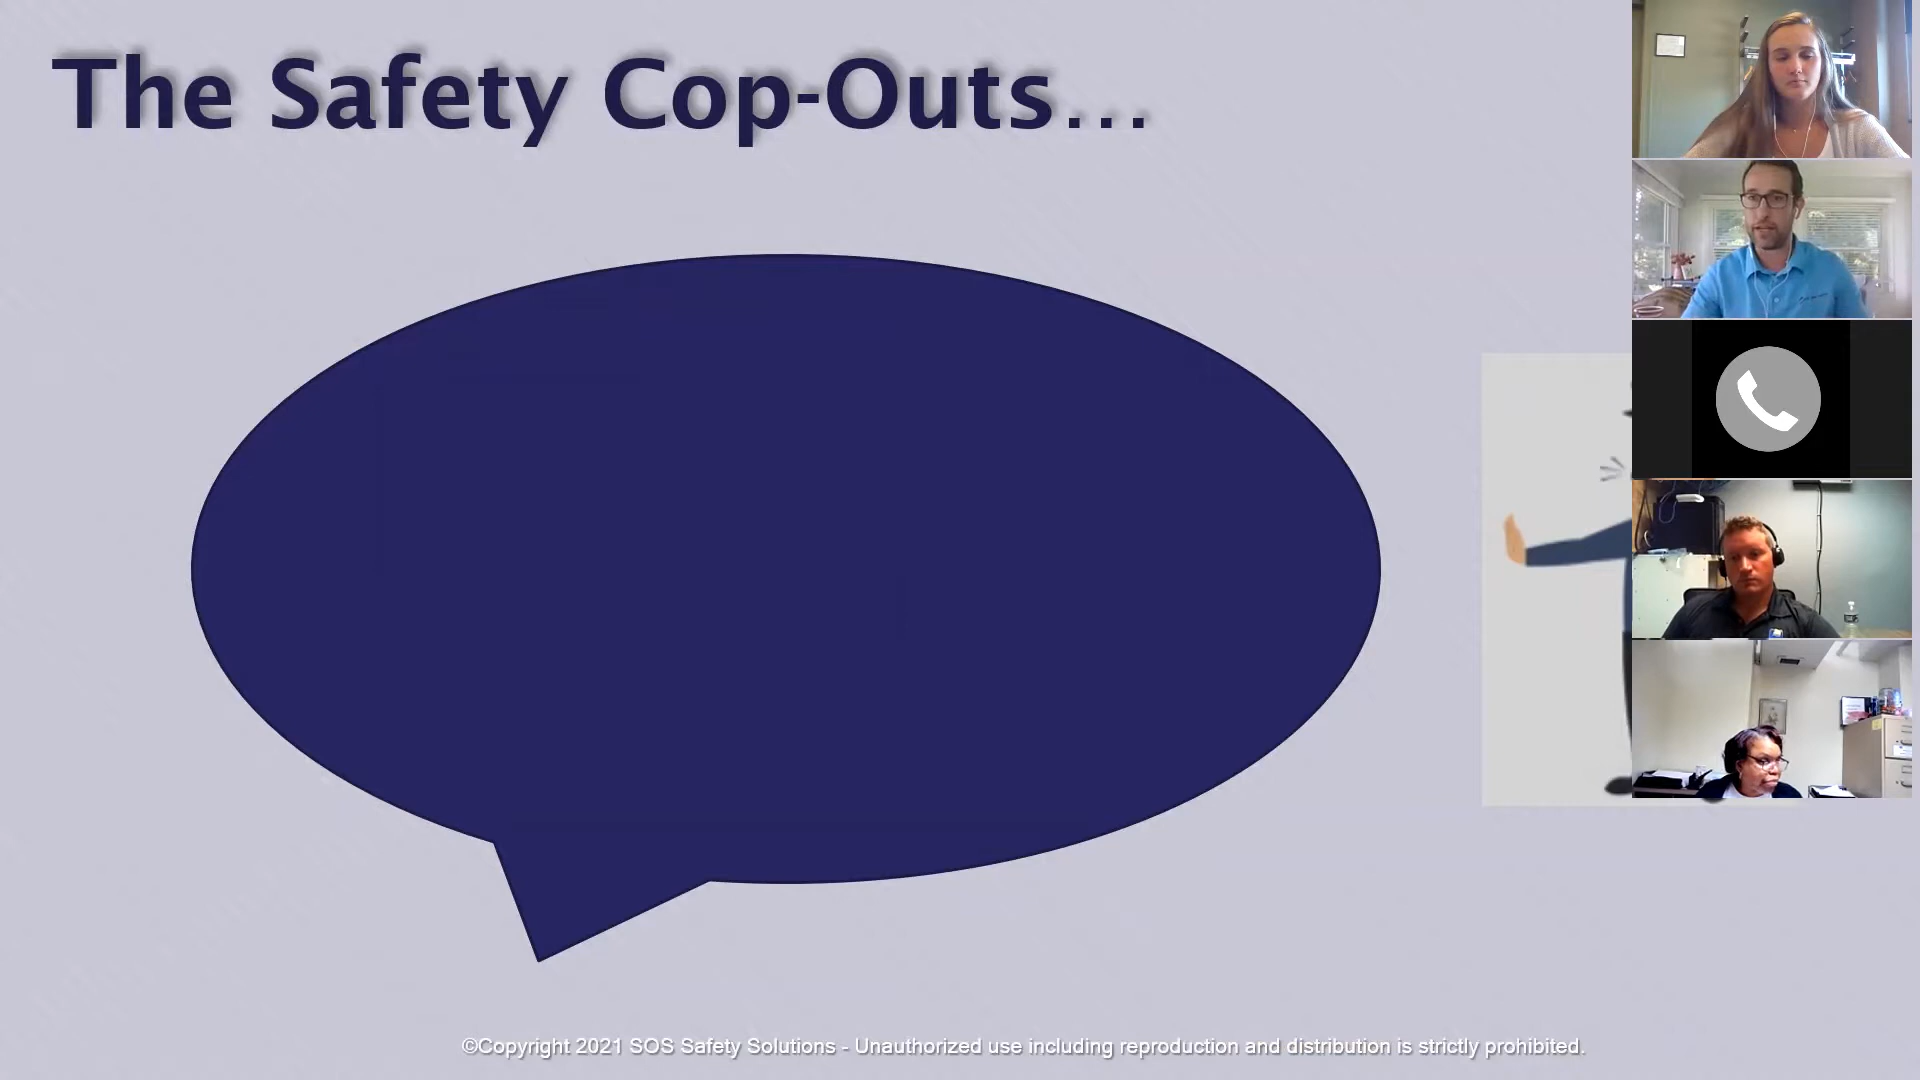 The Safety Cop-Outs...
©Copyright 2021 SOS Safety Solutions - Unauthorized use including reproduction and distribution is strictly prohibited.